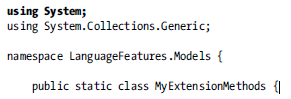 using System;
using System.Collections.Generic;
namespace LanguageFeatures.Models {
public static class MyExtensionMethods {